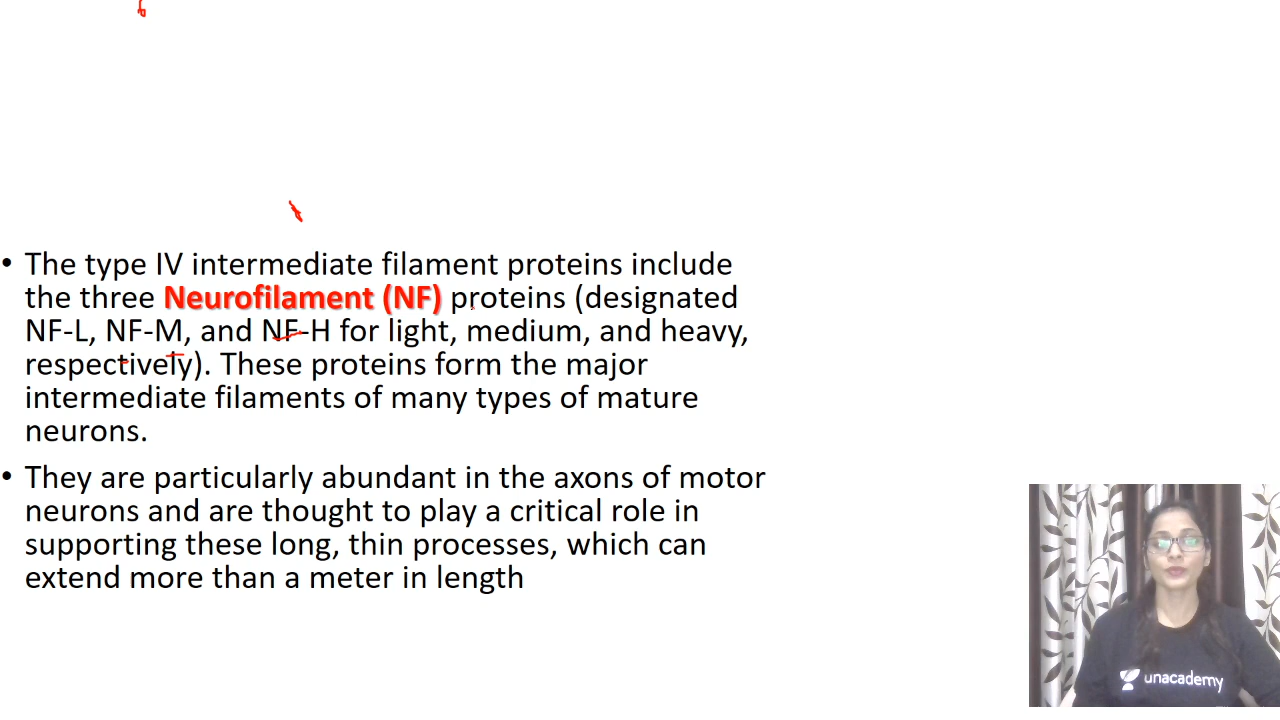 • The type IV intermediate filament proteins include
the three Neurofilament (NF) proteins (designated
NF-L, NF-M, and NF-H for light, medium, and heavy,
respectively). These proteins form the major
intermediate filaments of many types of mature
neurons.
• They are particularly abundant in the axons of motor
neurons and are thought to play a critical role in
supporting these long, thin processes, which can
extend more than a meter in length
unacademy